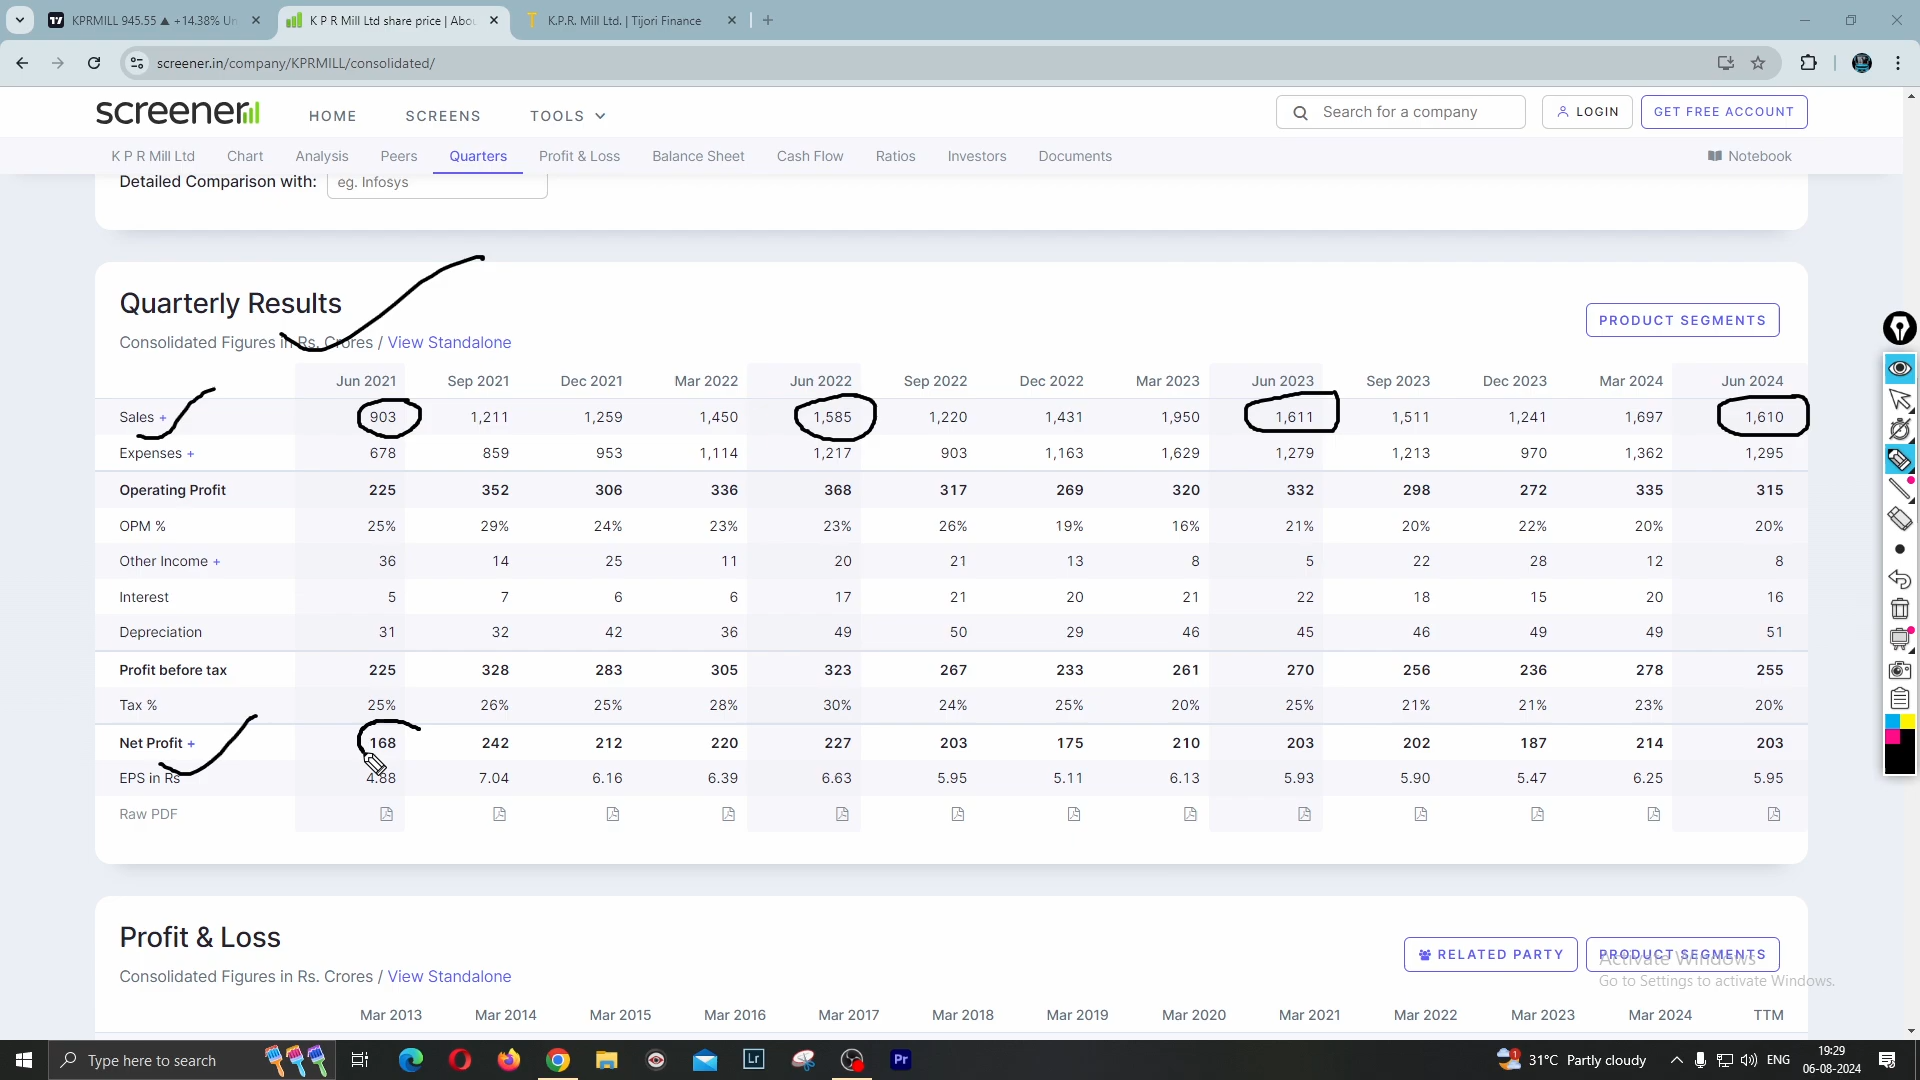 KPRMILL 945.55 ▲ +14.38% Un
K P R Mill Ltd share price | Abou
K.P.R. Mill Ltd. | Tijori Finance
screener.in/company/KPRMILL/consolidated/
screener
HOME SCREENS TOOLS
Search for a company
LOGIN
GET FREE ACCOUNT
K P R Mill Ltd Chart Analysis Peers Quarters Profit & Loss Balance Sheet Cash Flow Ratios Investors Documents Notebook
Detailed Comparison with: eg. Infosys
Quarterly Results
PRODUCT SEGMENTS
Consolidated Figures in Rs. Crores / View Standalone
Jun 2021 Sep 2021 Dec 2021 Mar 2022 Jun 2022 Sep 2022 Dec 2022 Mar 2023 Jun 2023 Sep 2023 Dec 2023 Mar 2024 Jun 2024
Sales + 903 1,211 1,259 1,450 1,585 1,220 1,431 1,950 1,611 1,511 1,241 1,697 1,610
Expenses + 678 859 953 1,114 1,217 903 1,163 1,629 1,279 1,213 970 1,362 1,295
Operating Profit 225 352 306 336 368 317 269 320 332 298 272 335 315
OPM % 25% 29% 24% 23% 23% 26% 19% 16% 21% 20% 22% 20% 20%
Other Income + 36 14 25 11 20 21 13 8 5 22 28 12 8
Interest 5 7 6 6 17 21 20 21 22 18 15 20 16
Depreciation 31 32 42 36 49 50 29 46 45 46 49 49 51
Profit before tax 225 328 283 305 323 267 233 261 270 256 236 278 255
Tax % 25% 26% 25% 28% 30% 24% 25% 20% 25% 21% 21% 23% 20%
Net Profit + 168 242 212 220 227 203 175 210 203 202 187 214 203
EPS in Rs 4.88 7.04 6.16 6.39 6.63 5.95 5.11 6.13 5.93 5.90 5.47 6.25 5.95
Raw PDF
Profit & Loss
RELATED PARTY
PRODUCT SEGMENTS
Activate Windows
Consolidated Figures in Rs. Crores / View Standalone
Go to Settings to activate Windows.
Mar 2013 Mar 2014 Mar 2015 Mar 2016 Mar 2017 Mar 2018 Mar 2019 Mar 2020 Mar 2021 Mar 2022 Mar 2023 Mar 2024 TTM
Type here to search
Lr
Pr
1
31°C Partly cloudy
ENG
19:29
06-08-2024